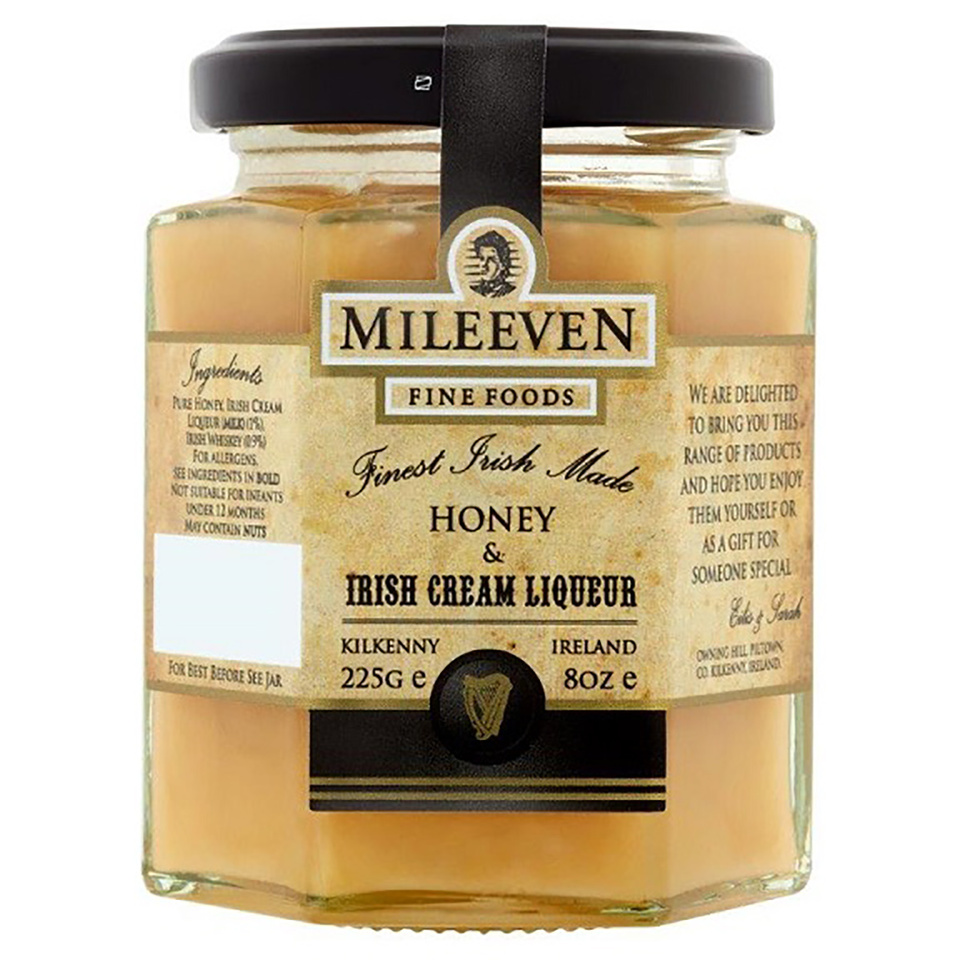 MILEEVEN
FINE FOODS
Finest Irish Made
HONEY
&
IRISH CREAM LIQUEUR
KILKENNY IRELAND
225G e 8OZ e
Ingredients
PURE HONEY, IRISH CREAM
LIQUEUR (MILK) (1%),
IRISH WHISKEY (0.9%)
FOR ALLERGENS,
SEE INGREDIENTS IN BOLD
NOT SUITABLE FOR INFANTS
UNDER 12 MONTHS
MAY CONTAIN NUTS
FOR BEST BEFORE SEE JAR
WE ARE DELIGHTED
TO BRING YOU THIS
RANGE OF PRODUCTS
AND HOPE YOU ENJOY
THEM YOURSELF OR
AS A GIFT FOR
SOMEONE SPECIAL
Eilis & Sarah
OWNING HILL, PILTOWN,
CO. KILKENNY, IRELAND.